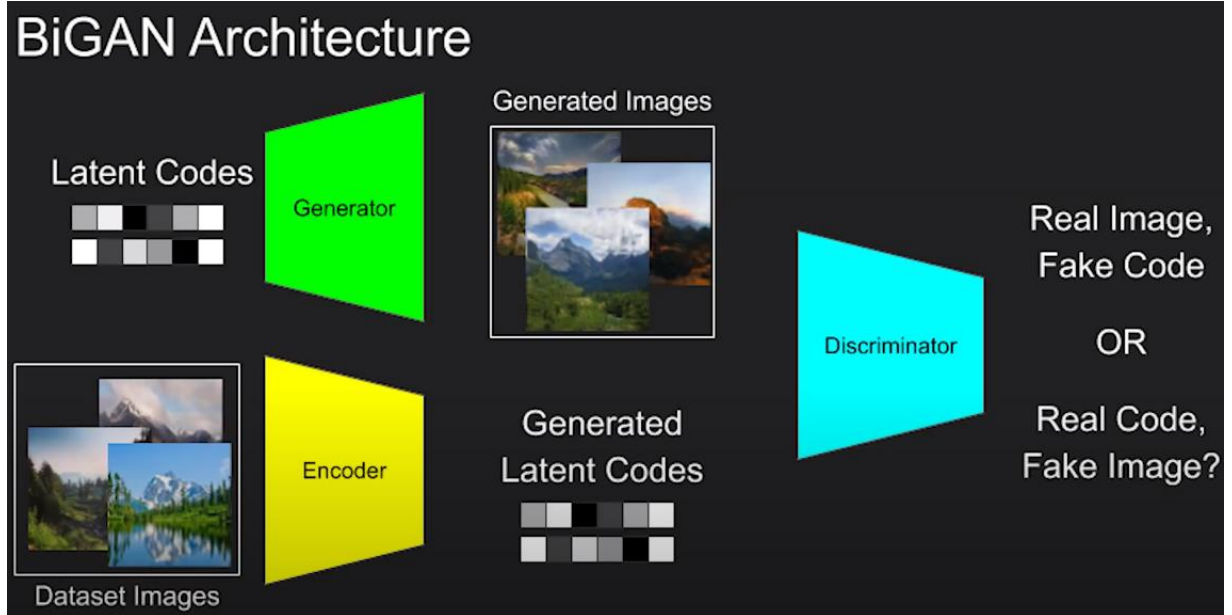 BiGAN Architecture
Latent Codes
Generator
Generated Images
Dataset Images
Encoder
Generated
Latent Codes
Discriminator
Real Image,
Fake Code
OR
Real Code,
Fake Image?